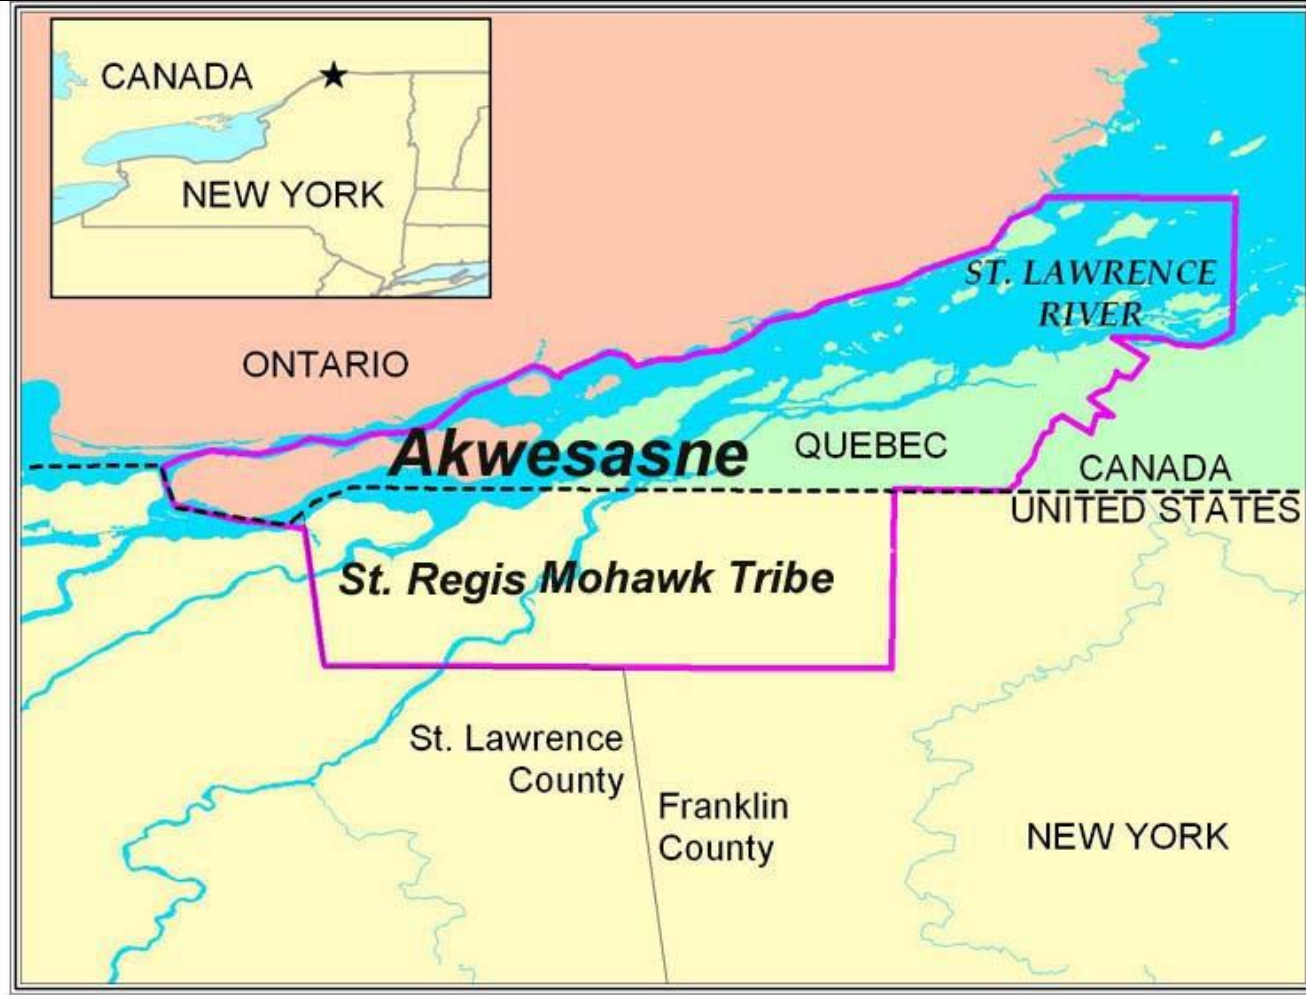 CANADA
NEW YORK
ST. LAWRENCE
RIVER
ONTARIO
Akwesasne
QUEBEC
CANADA
UNITED STATES
St. Regis Mohawk Tribe
St. Lawrence
County
Franklin
County
NEW YORK